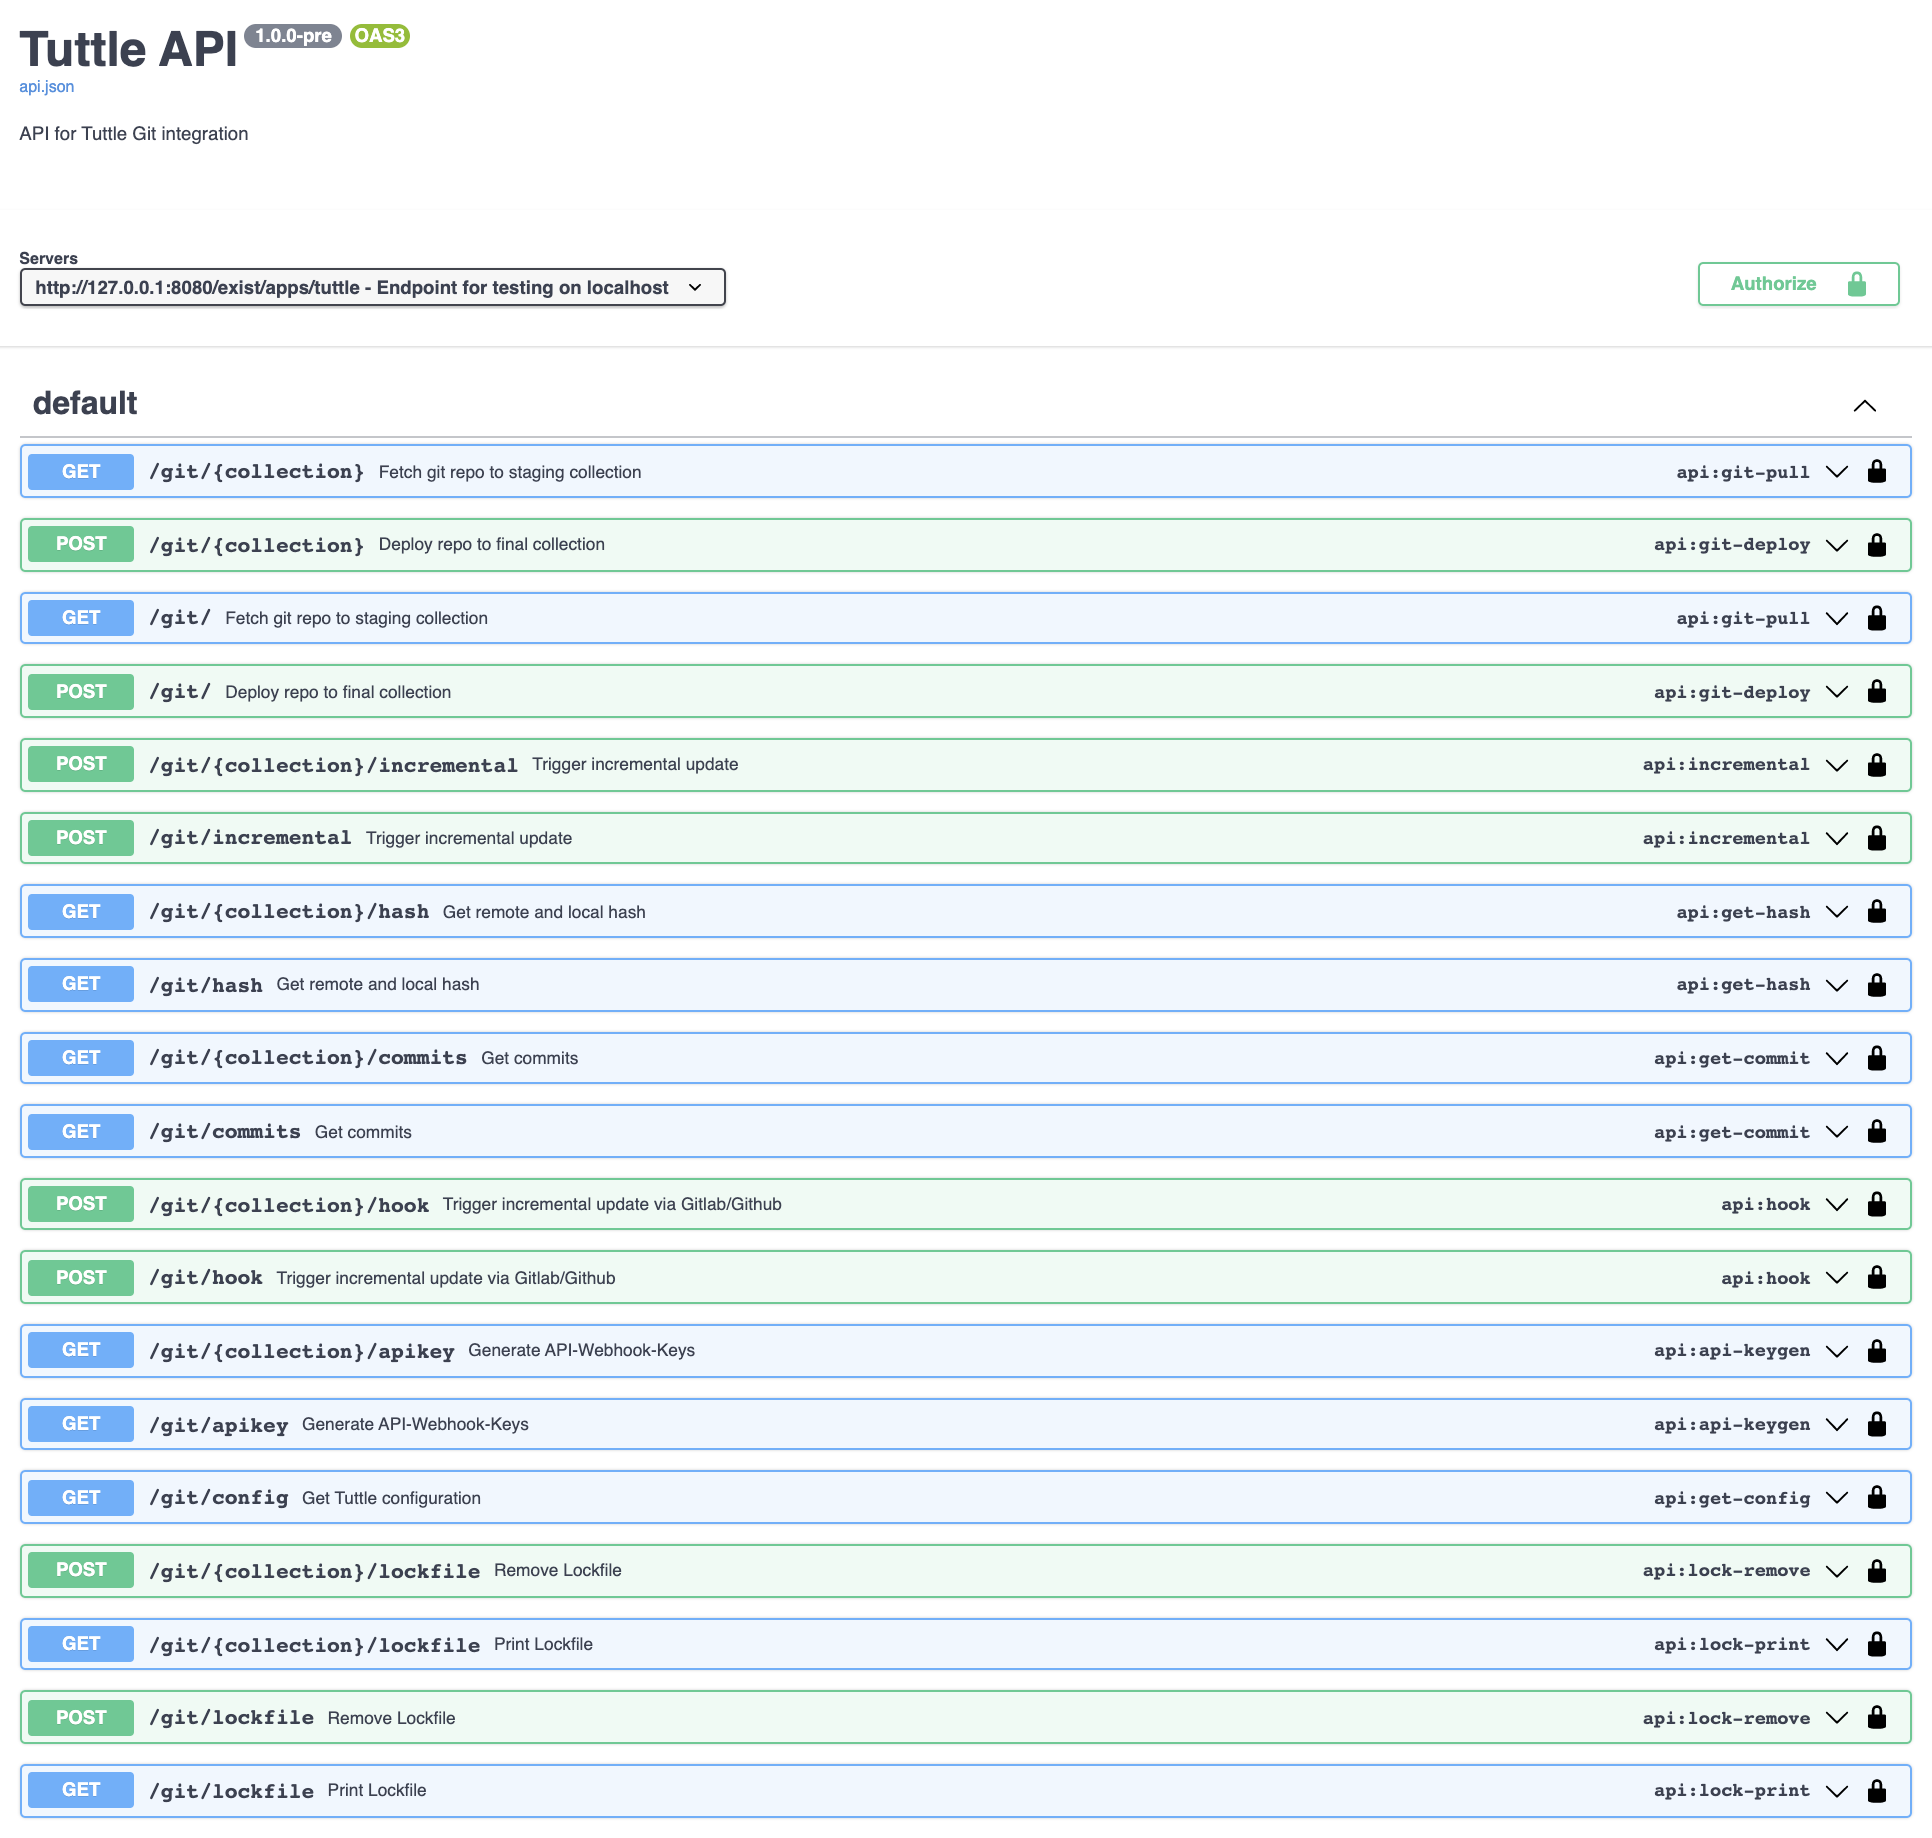 Tuttle API 1.0.0-pre OAS3
api.json
API for Tuttle Git integration
Servers
http://127.0.0.1:8080/exist/apps/tuttle - Endpoint for testing on localhost
Authorize
default
GET /git/{collection} Fetch git repo to staging collection api:git-pull
POST /git/{collection} Deploy repo to final collection api:git-deploy
GET /git/ Fetch git repo to staging collection api:git-pull
POST /git/ Deploy repo to final collection api:git-deploy
POST /git/{collection}/incremental Trigger incremental update api:incremental
POST /git/incremental Trigger incremental update api:incremental
GET /git/{collection}/hash Get remote and local hash api:get-hash
GET /git/hash Get remote and local hash api:get-hash
GET /git/{collection}/commits Get commits api:get-commit
GET /git/commits Get commits api:get-commit
POST /git/{collection}/hook Trigger incremental update via Gitlab/Github api:hook
POST /git/hook Trigger incremental update via Gitlab/Github api:hook
GET /git/{collection}/apikey Generate API-Webhook-Keys api:api-keygen
GET /git/apikey Generate API-Webhook-Keys api:api-keygen
GET /git/config Get Tuttle configuration api:get-config
POST /git/{collection}/lockfile Remove Lockfile api:lock-remove
GET /git/{collection}/lockfile Print Lockfile api:lock-print
POST /git/lockfile Remove Lockfile api:lock-remove
GET /git/lockfile Print Lockfile api:lock-print